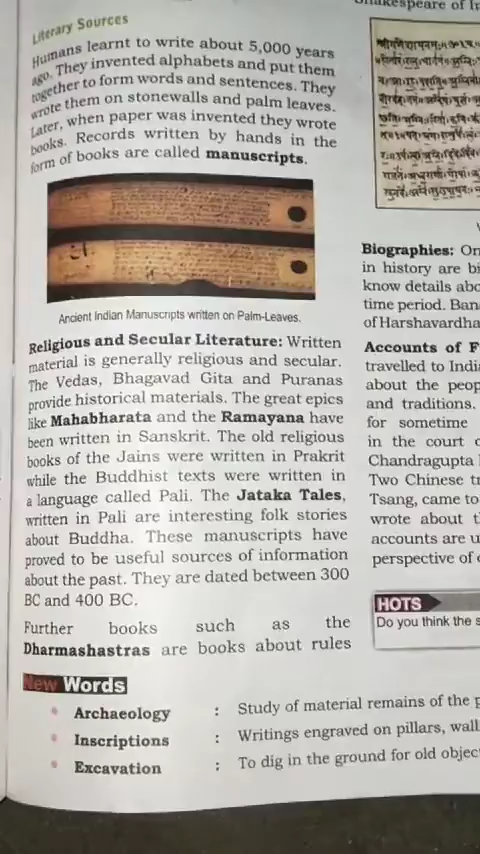 Shakespeare of In
Literary Sources
Humans learnt to write about 5,000 years
ago. They invented alphabets and put them
together to form words and sentences. They
wrote them on stonewalls and palm leaves.
Later, when paper was invented they wrote
books. Records written by hands in the
form of books are called manuscripts.
Ancient Indian Manuscripts written on Palm-Leaves.
Religious and Secular Literature: Written
material is generally religious and secular.
The Vedas, Bhagavad Gita and Puranas
provide historical materials. The great epics
like Mahabharata and the Ramayana have
been written in Sanskrit. The old religious
books of the Jains were written in Prakrit
while the Buddhist texts were written in
a language called Pali. The Jataka Tales,
written in Pali are interesting folk stories
about Buddha. These manuscripts have
proved to be useful sources of information
about the past. They are dated between 300
BC and 400 BC.
Further books such as the
Dharmashastras are books about rules
Biographies: On
in history are bi
know details abo
time period. Ban
of Harshavardha
Accounts of F
travelled to Indi
about the peop
and traditions.
for sometime
in the court o
Chandragupta
Two Chinese tr
Tsang, came to
wrote about t
accounts are u
perspective of
HOTS
Do you think the s
New Words
Archaeology : Study of material remains of the p
Inscriptions : Writings engraved on pillars, wall
Excavation : To dig in the ground for old objec